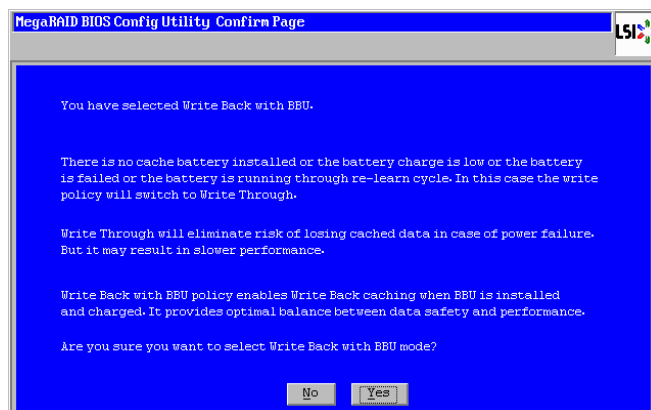 MegaRAID BIOS Config Utility Confirm Page
LSI
You have selected Write Back with BBU.
There is no cache battery installed or the battery charge is low or the battery
is failed or the battery is running through re-learn cycle. In this case the write
policy will switch to Write Through.
Write Through will eliminate risk of losing cached data in case of power failure.
But it may result in slower performance.
Write Back with BBU policy enables Write Back caching when BBU is installed
and charged. It provides optimal balance between data safety and performance.
Are you sure you want to select Write Back with BBU mode?
No Yes